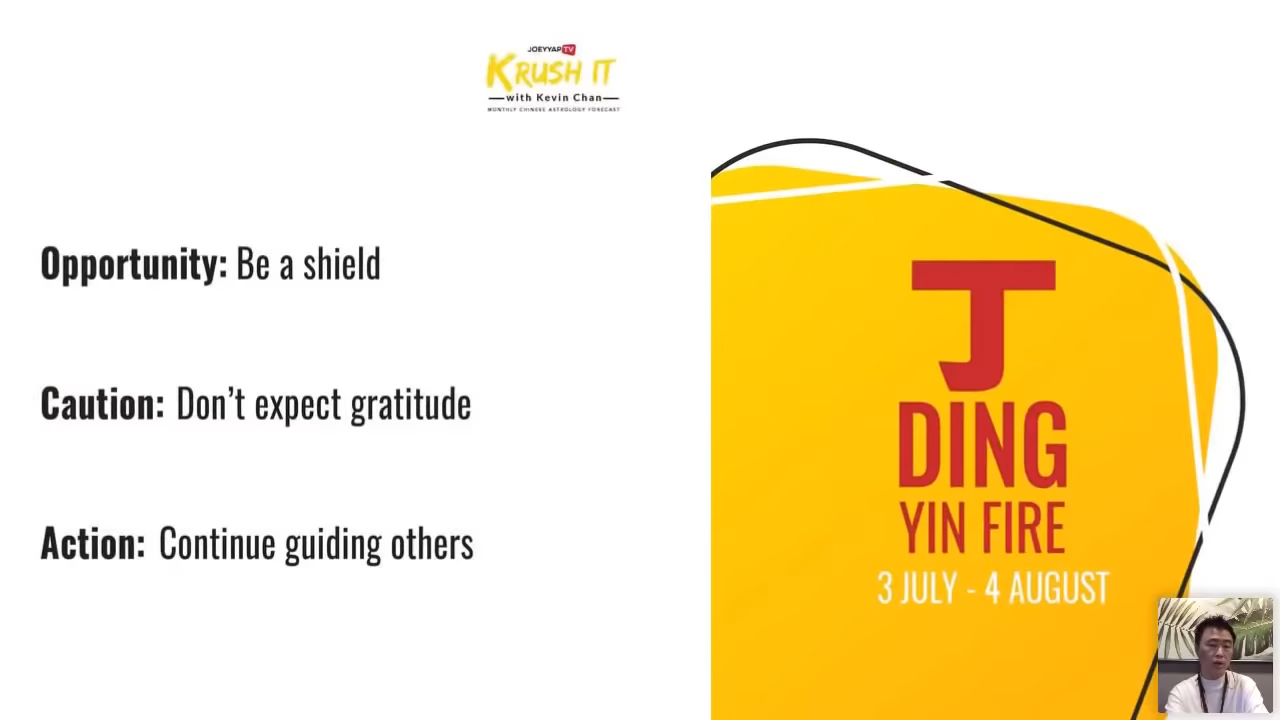 JOEYYAP TV
KRUSH IT
with Kevin Chan
MONTHLY CHINESE ASTROLOGY FORECAST
Opportunity: Be a shield
Caution: Don’t expect gratitude
Action: Continue guiding others
丁
DING
YIN FIRE
3 JULY - 4 AUGUST